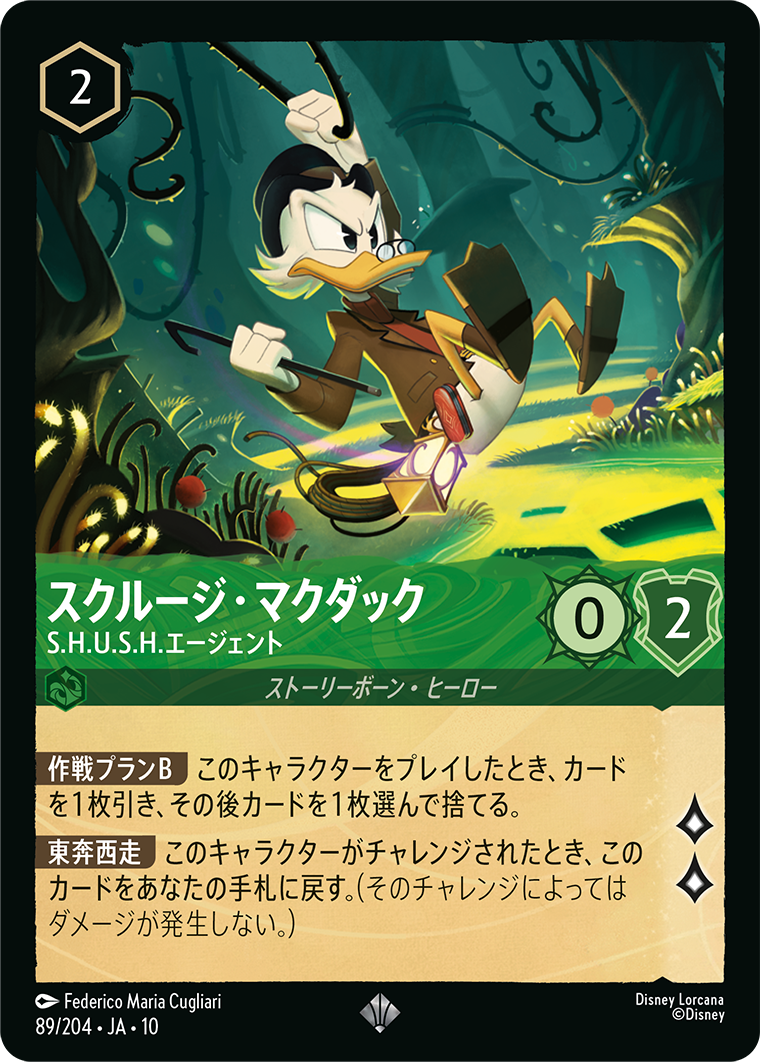 2
スクルージ・マクダック
S.H.U.S.H.エージェント
0
2
ストーリーボーン・ヒーロー
作戦プランB このキャラクターをプレイしたとき、カード
を1枚引き、その後カードを1枚選んで捨てる。
東奔西走 このキャラクターがチャレンジされたとき、この
カードをあなたの手札に戻す。(そのチャレンジによっては
ダメージが発生しない。)
Federico Maria Cugliari
89/204・JA・10
Disney Lorcana
©Disney